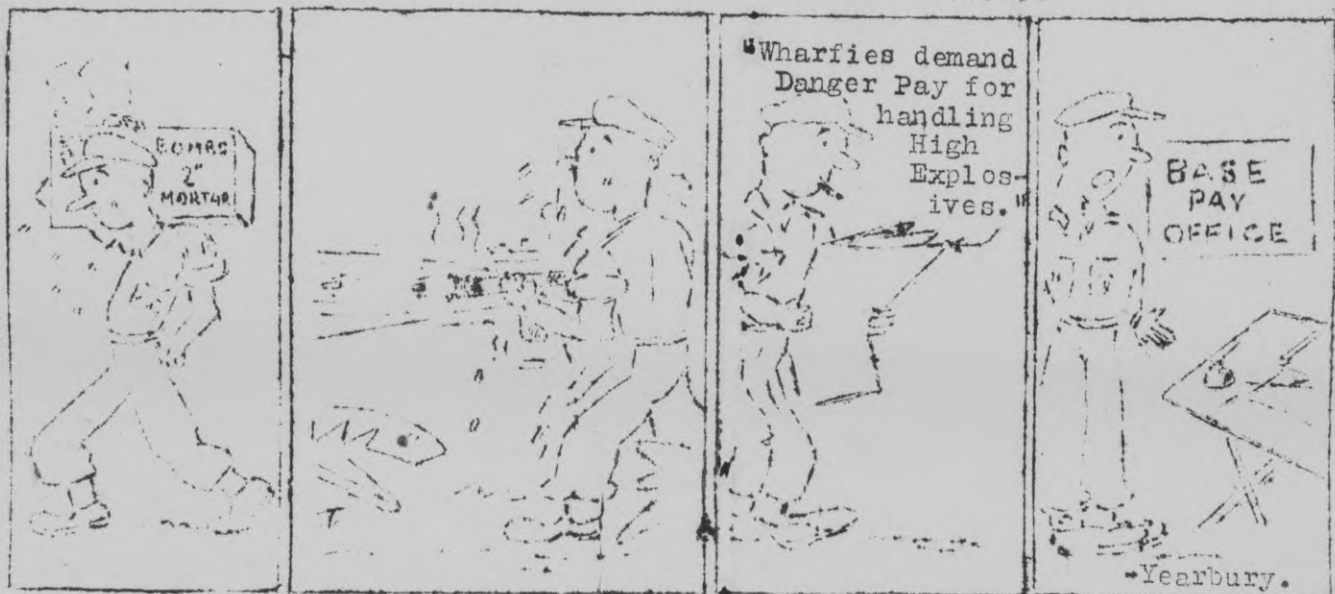 BOMBS
2"
MORTAR
"Wharfies demand
Danger Pay for
handling
High
Explos-
ives."
BASE
PAY
OFFICE
-Yearbury.